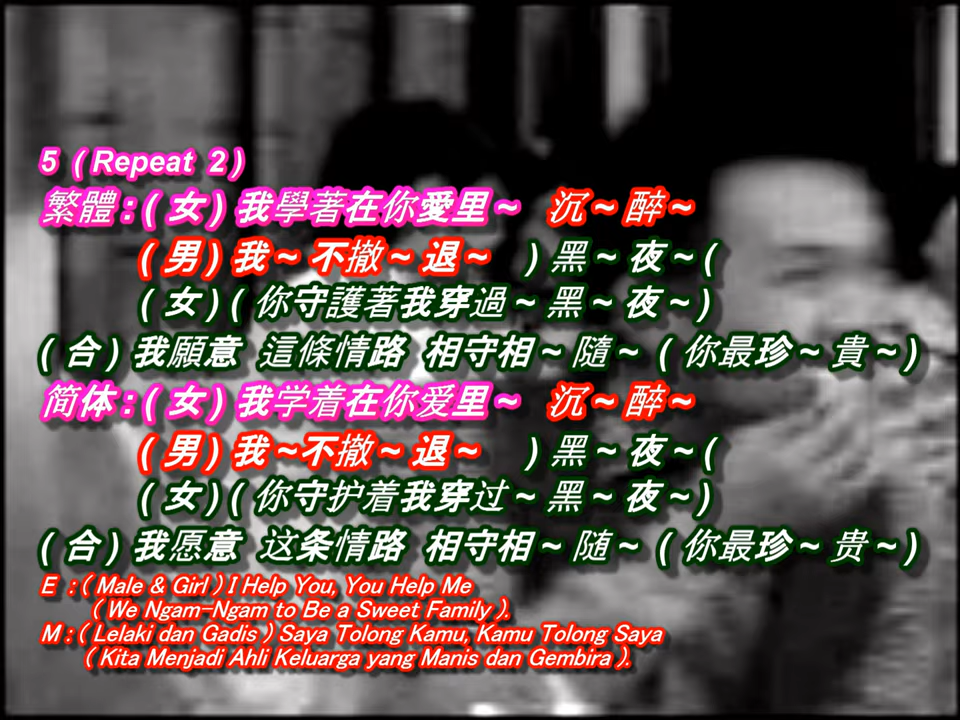 5 ( Repeat 2 )
繁體 : ( 女 ) 我學著在你愛里 ~ 沉 ~ 醉 ~
( 男 ) 我 ~ 不撤 ~ 退 ~ ) 黑 ~ 夜 ~ (
( 女 ) ( 你守護著我穿過 ~ 黑 ~ 夜 ~ )
( 合 ) 我願意 這條情路 相守相 ~ 隨 ~ ( 你最珍 ~ 貴 ~ )
简体 : ( 女 ) 我学着在你爱里 ~ 沉 ~ 醉 ~
( 男 ) 我 ~不撤 ~ 退 ~ ) 黑 ~ 夜 ~ (
( 女 ) ( 你守护着我穿过 ~ 黑 ~ 夜 ~ )
( 合 ) 我愿意 这条情路 相守相 ~ 随 ~ ( 你最珍 ~ 贵 ~ )
E : ( Male & Girl ) I Help You, You Help Me
( We Ngam-Ngam to Be a Sweet Family ).
M : ( Lelaki dan Gadis ) Saya Tolong Kamu, Kamu Tolong Saya
( Kita Menjadi Ahli Keluarga yang Manis dan Gembira ).